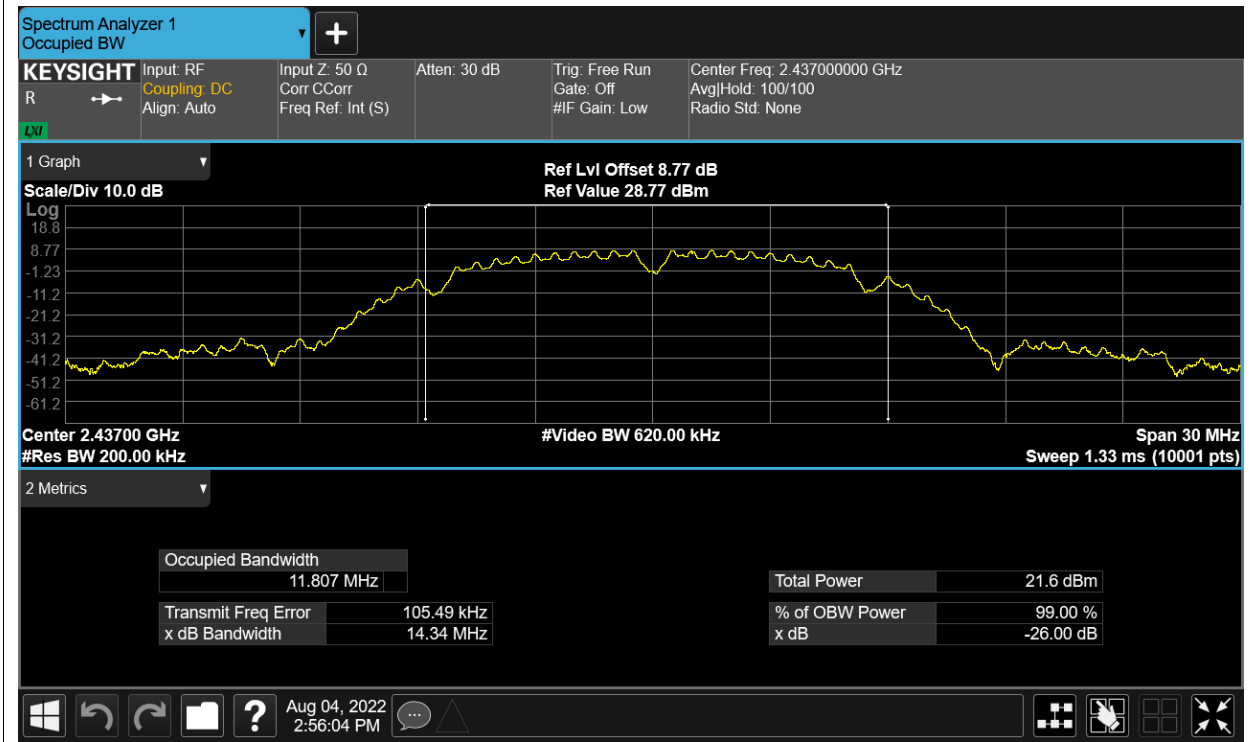 Spectrum Analyzer 1
Occupied BW
KEYSIGHT
R
LXI
Input: RF
Coupling: DC
Align: Auto
Input Z: 50 Ω
Corr CCorr
Freq Ref: Int (S)
Atten: 30 dB
Trig: Free Run
Gate: Off
#IF Gain: Low
Center Freq: 2.437000000 GHz
Avg|Hold: 100/100
Radio Std: None
1 Graph
Scale/Div 10.0 dB
Ref Lvl Offset 8.77 dB
Ref Value 28.77 dBm
Log
18.8
8.77
-1.23
-11.2
-21.2
-31.2
-41.2
-51.2
-61.2
Center 2.43700 GHz
#Video BW 620.00 kHz
Span 30 MHz
#Res BW 200.00 kHz
Sweep 1.33 ms (10001 pts)
2 Metrics
Occupied Bandwidth
11.807 MHz
Total Power 21.6 dBm
Transmit Freq Error 105.49 kHz
% of OBW Power 99.00 %
x dB Bandwidth 14.34 MHz
x dB -26.00 dB
?
Aug 04, 2022
2:56:04 PM